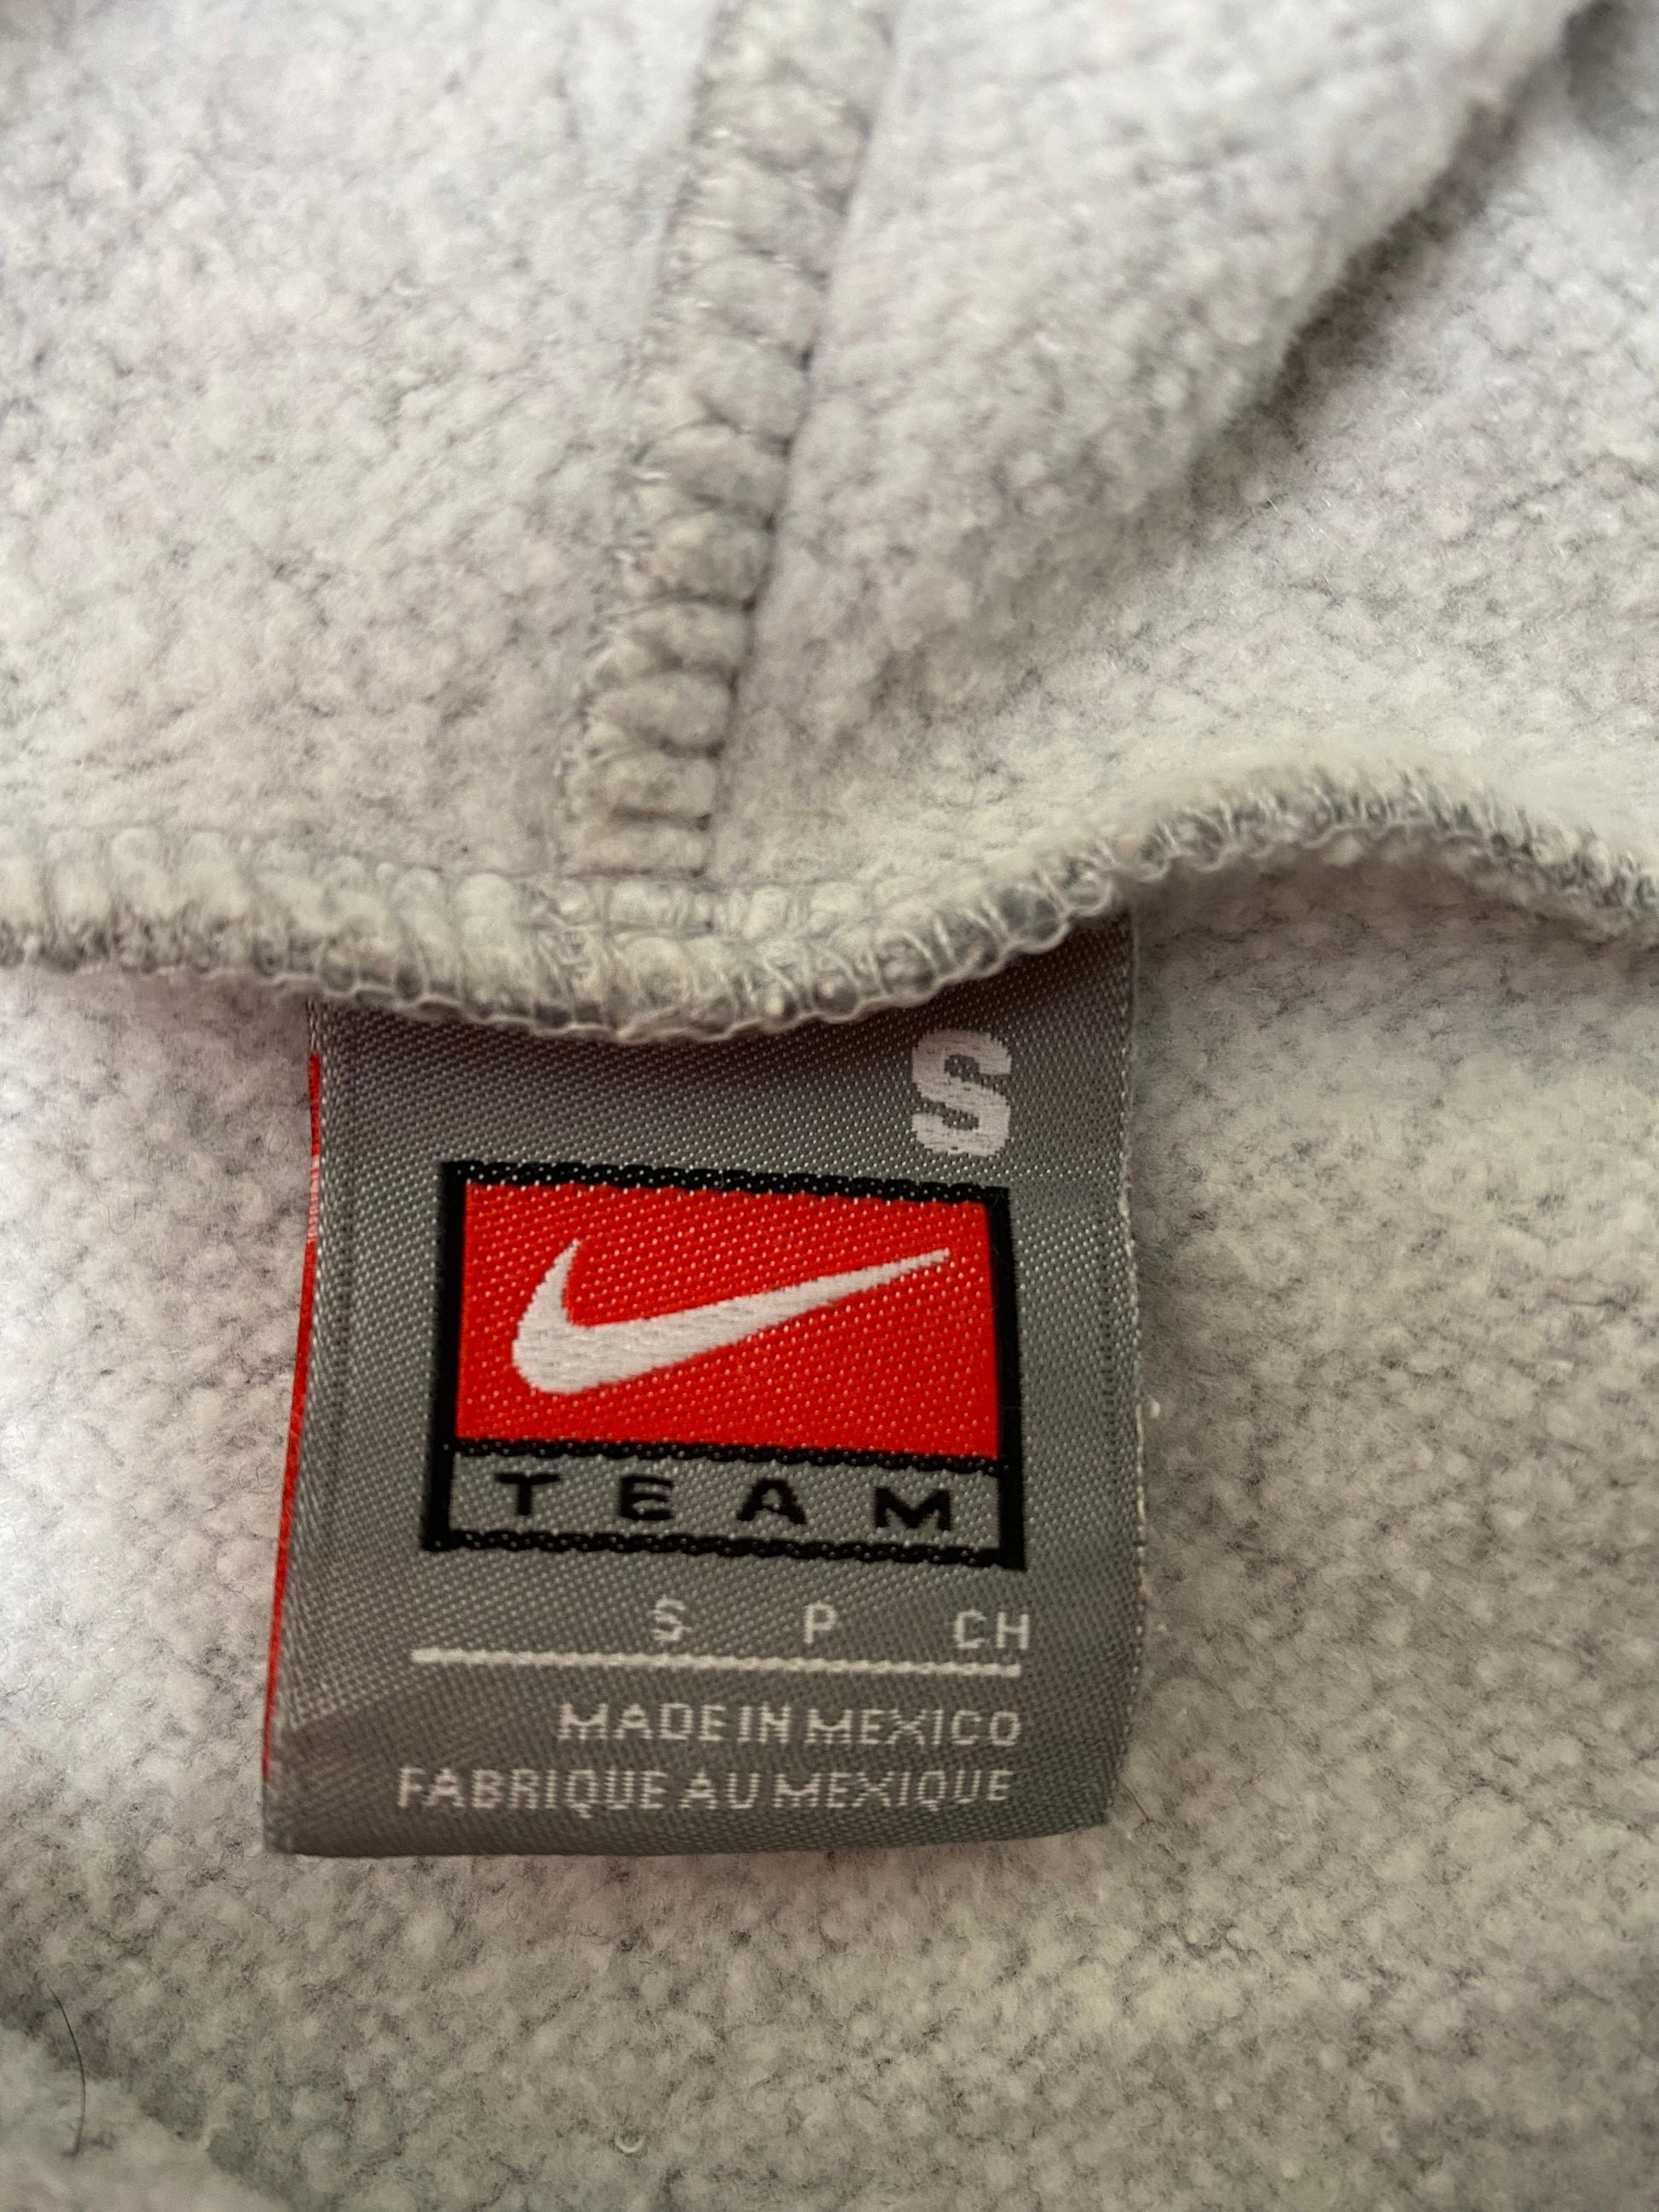 S
TEAM
S P CH
MADE IN MEXICO
FABRIQUE AU MEXIQUE